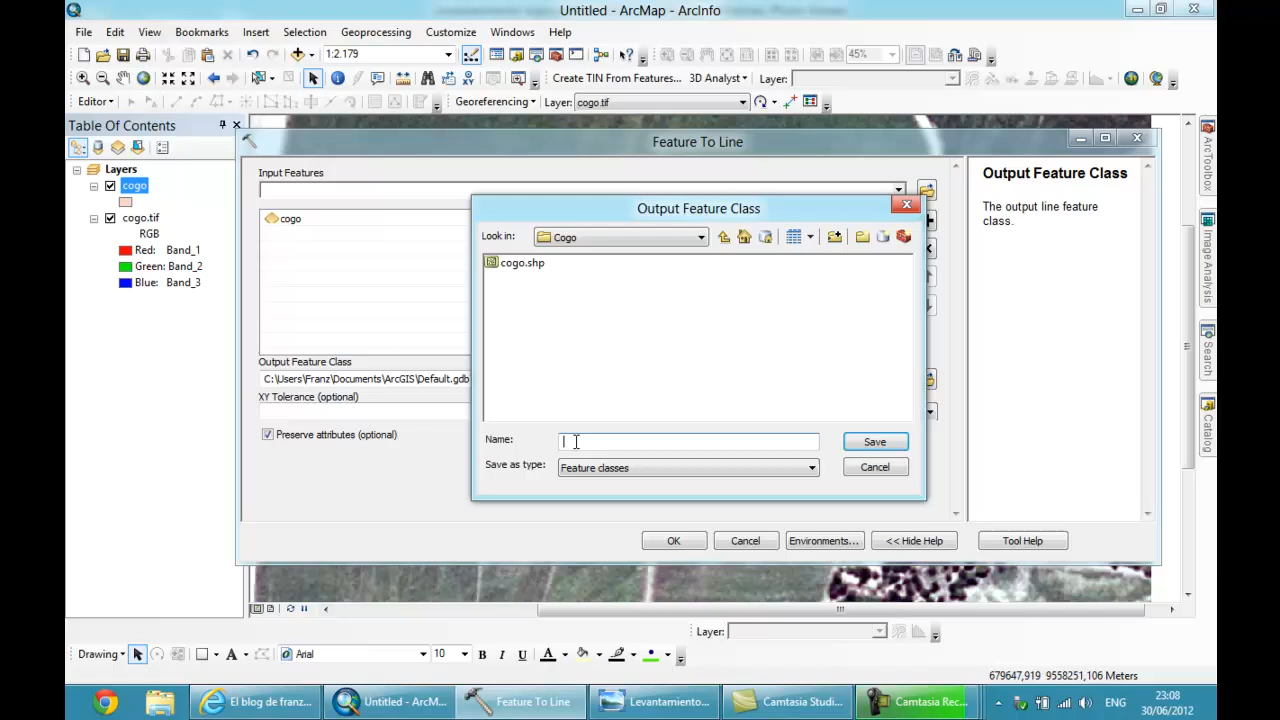 Untitled - ArcMap - ArcInfo
File Edit View Bookmarks Insert Selection Geoprocessing Customize Windows Help
1:2.179
45%
Create TIN From Features... 3D Analyst Layer:
Editor Georeferencing Layer: cogo.tif
Table Of Contents
Layers
cogo
cogo.tif
RGB
Red: Band_1
Green: Band_2
Blue: Band_3
Feature To Line
Input Features
cogo
Output Feature Class
C:\Users\Franz\Documents\ArcGIS\Default.gdb
XY Tolerance (optional)
Preserve attributes (optional)
Output Feature Class
Look in: Cogo
cogo.shp
Name:
Save
Save as type: Feature classes
Cancel
Output Feature Class
The output line feature
class.
OK Cancel Environments... << Hide Help Tool Help
ArcToolbox
Image Analysis
Search
Catalog
Layer:
Drawing Arial 10 B I U A
679647,919 9558251,106 Meters
El blog de franz... Untitled - ArcM... Feature To Line Levantamiento... Camtasia Studi... Camtasia Rec...
ENG
23:08
30/06/2012